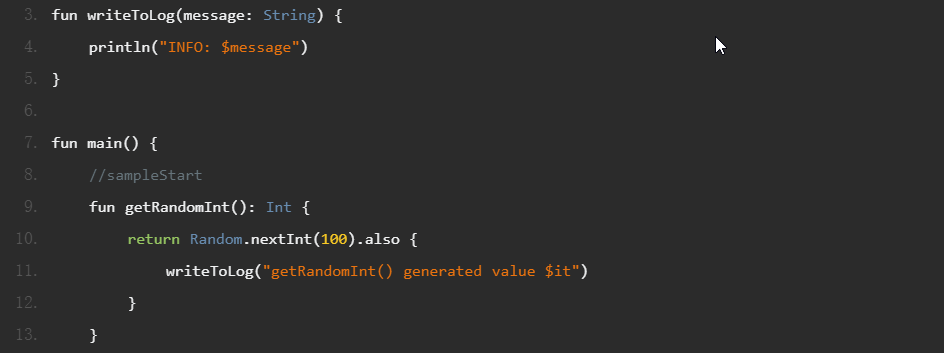 3. fun writeToLog(message: String) {
4.     println("INFO: $message")
5. }
6.
7. fun main() {
8.     //sampleStart
9.     fun getRandomInt(): Int {
10.         return Random.nextInt(100).also {
11.             writeToLog("getRandomInt() generated value $it")
12.         }
13.     }